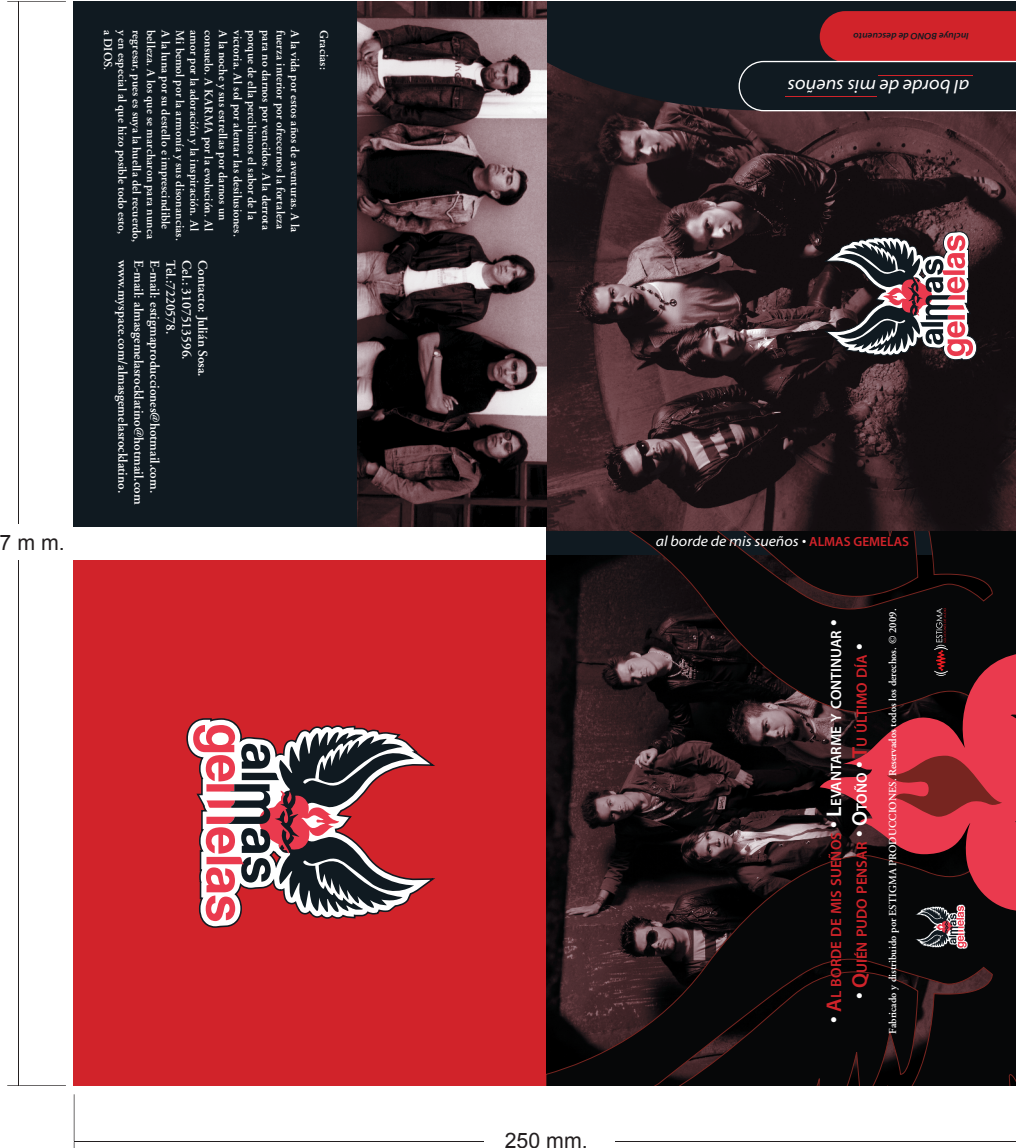 Gracias:
A la vida por estos años de aventuras. A la
fuerza interior por ofrecernos la fortaleza
para no darnos por vencidos. A la derrota
porque de ella percibimos el sabor de la
victoria. Al sol por alentar las desilusiones.
A la noche y sus estrellas por darnos un
consuelo. A KARMA por la evolución. Al
amor por la adoración y la inspiración. Al
Mi bemol por la armonía y sus disonancias.
A la luna por su destello e imprescindible
belleza. A los que se marcharon para nunca
regresar, pues es suya la huella del recuerdo,
y en especial al que hizo posible todo esto,
a DIOS.
Contacto: Julián Sosa.
Cel.: 3107513596.
Tel.:7220578.
E-mail: estigmaproducciones@hotmail.com.
E-mail: almasgemelasrocklatino@hotmail.com
www.myspace.com/almasgemelasrocklatino.
Incluye BONO de descuento
al borde de mis sueños
almas
gemelas
al borde de mis sueños • ALMAS GEMELAS
7 m m.
almas
gemelas
• AL BORDE DE MIS SUEÑOS • LEVANTARME Y CONTINUAR •
• QUIÉN PUDO PENSAR • OTOÑO • TU ÚLTIMO DÍA •
Fabricado y distribuido por ESTIGMA PRODUCCIONES. Reservados todos los derechos. © 2009.
ESTIGMA
almas
gemelas
250 mm.